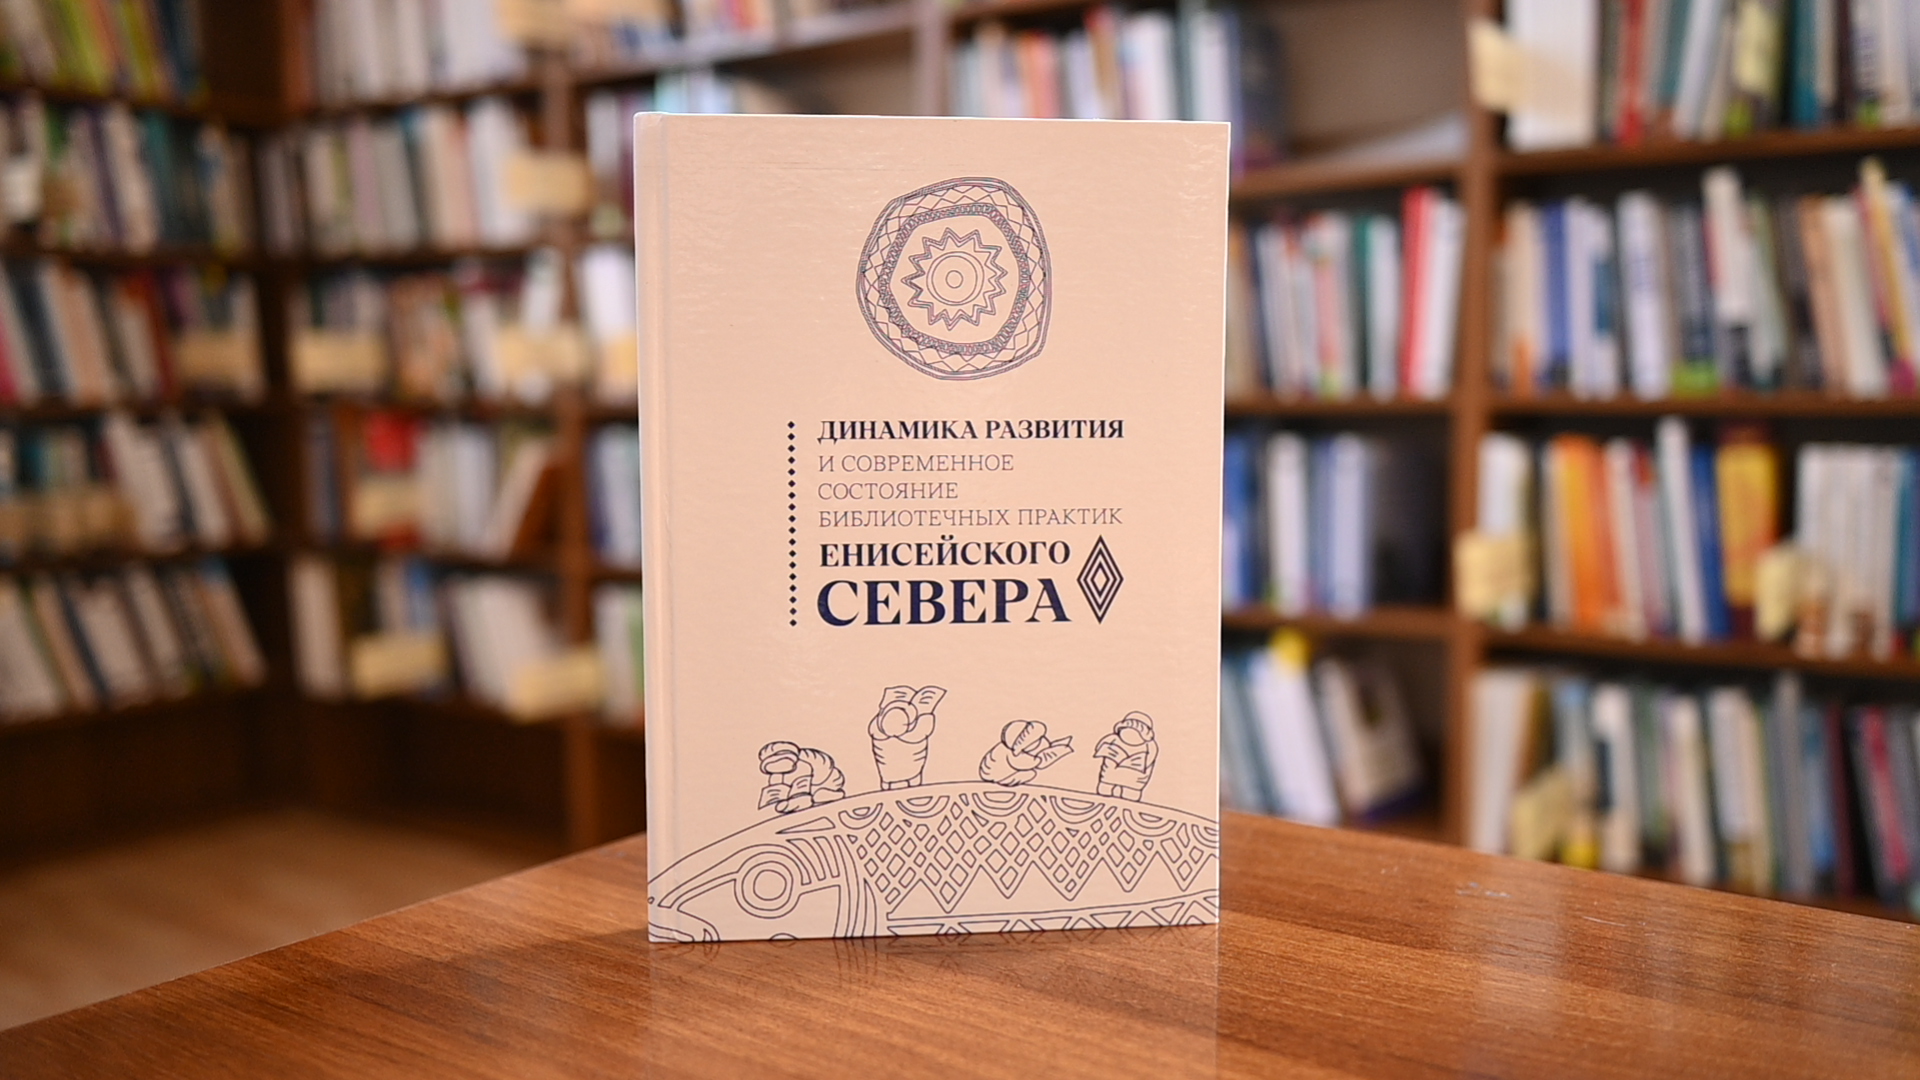 ДИНАМИКА РАЗВИТИЯ
И СОВРЕМЕННОЕ
СОСТОЯНИЕ
БИБЛИОТЕЧНЫХ ПРАКТИК
ЕНИСЕЙСКОГО
СЕВЕРА